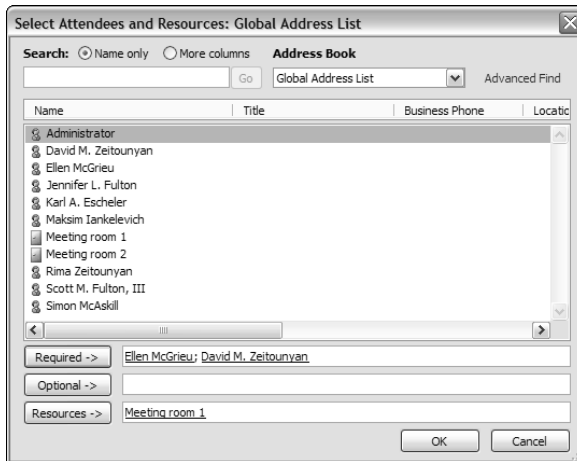 Select Attendees and Resources: Global Address List
Search: Name only More columns Address Book
Go Global Address List Advanced Find
Name Title Business Phone Locatic
Administrator
David M. Zeitounyan
Ellen McGrieu
Jennifer L. Fulton
Karl A. Escheler
Maksim Iankelevich
Meeting room 1
Meeting room 2
Rima Zeitounyan
Scott M. Fulton, III
Simon McAskill
Required -> Ellen McGrieu; David M. Zeitounyan
Optional ->
Resources -> Meeting room 1
OK Cancel